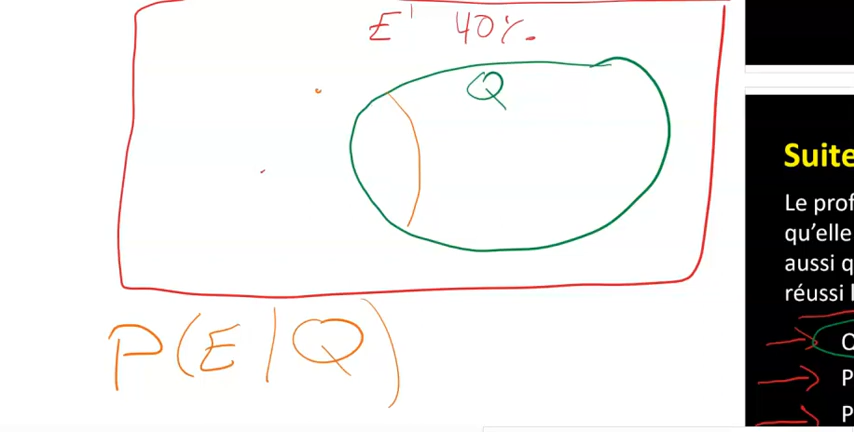 E' 40%.
Q
P(E/Q)
Suite
Le prof
qu'elle
aussi q
réussi l
P
P